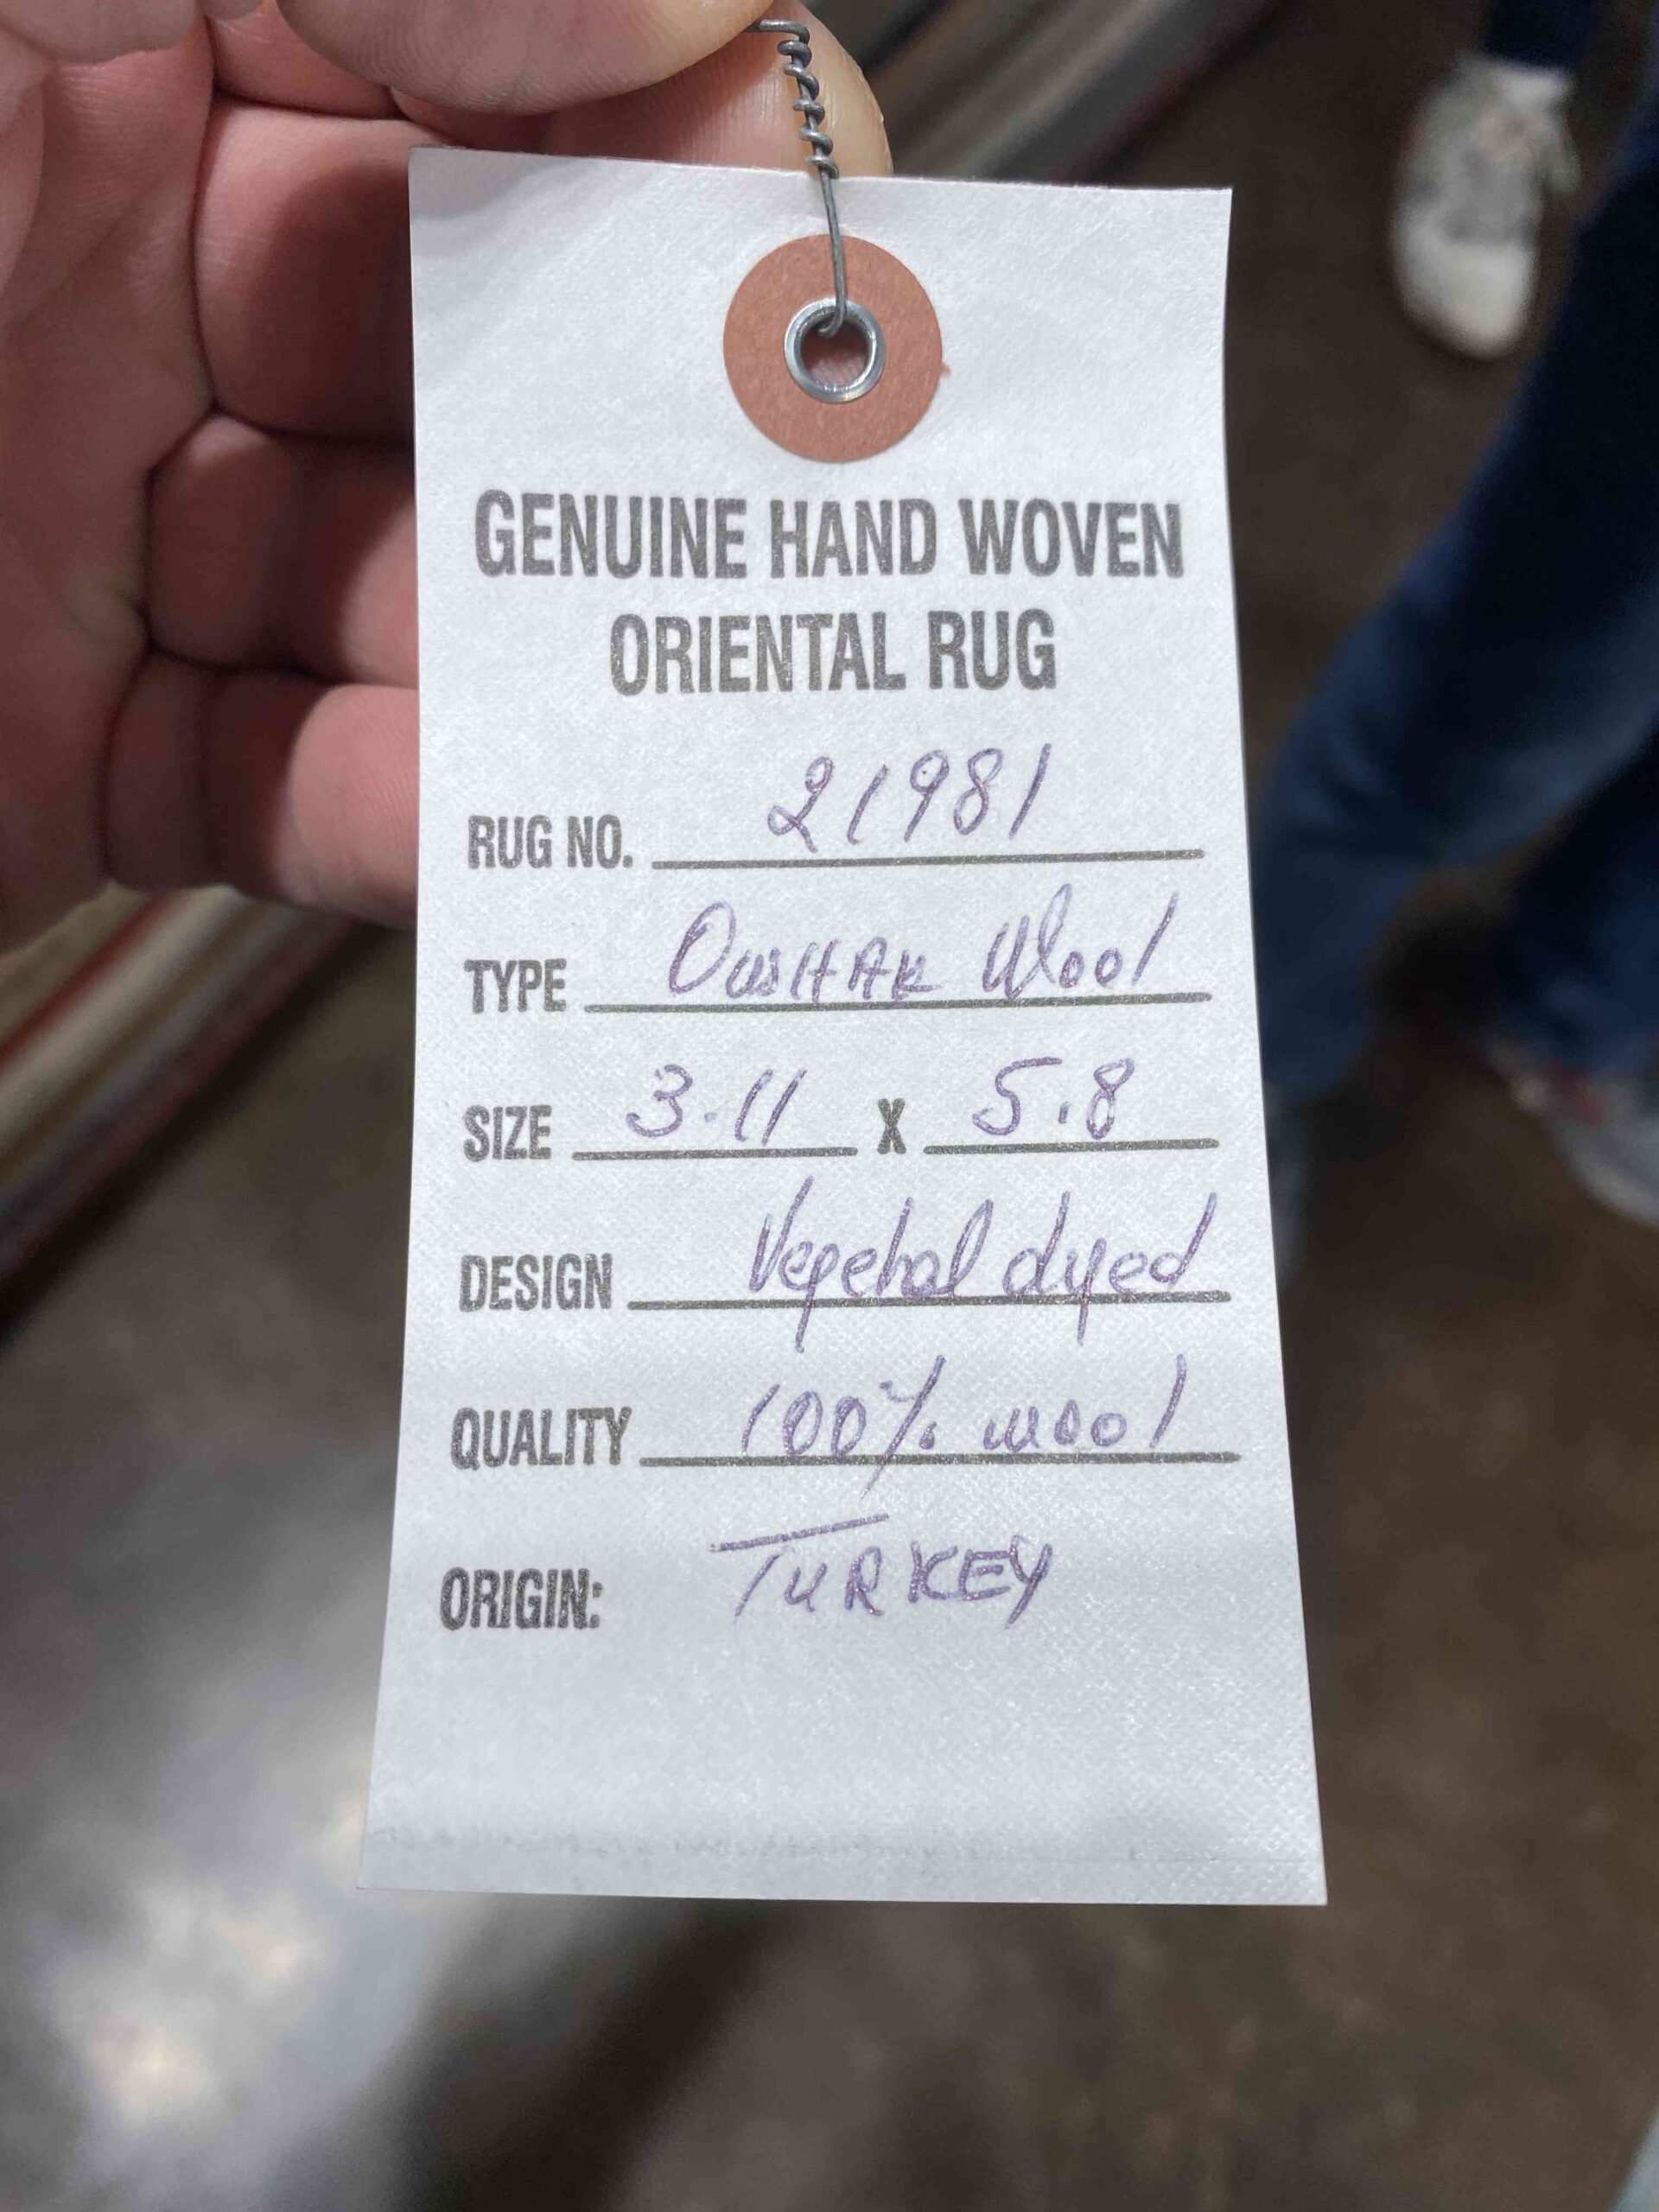 GENUINE HAND WOVEN
ORIENTAL RUG
RUG NO. 21981
TYPE OUSHAK Wool
SIZE 3.11 X 5.8
DESIGN Vegetal dyed
QUALITY 100% wool
ORIGIN: TURKEY